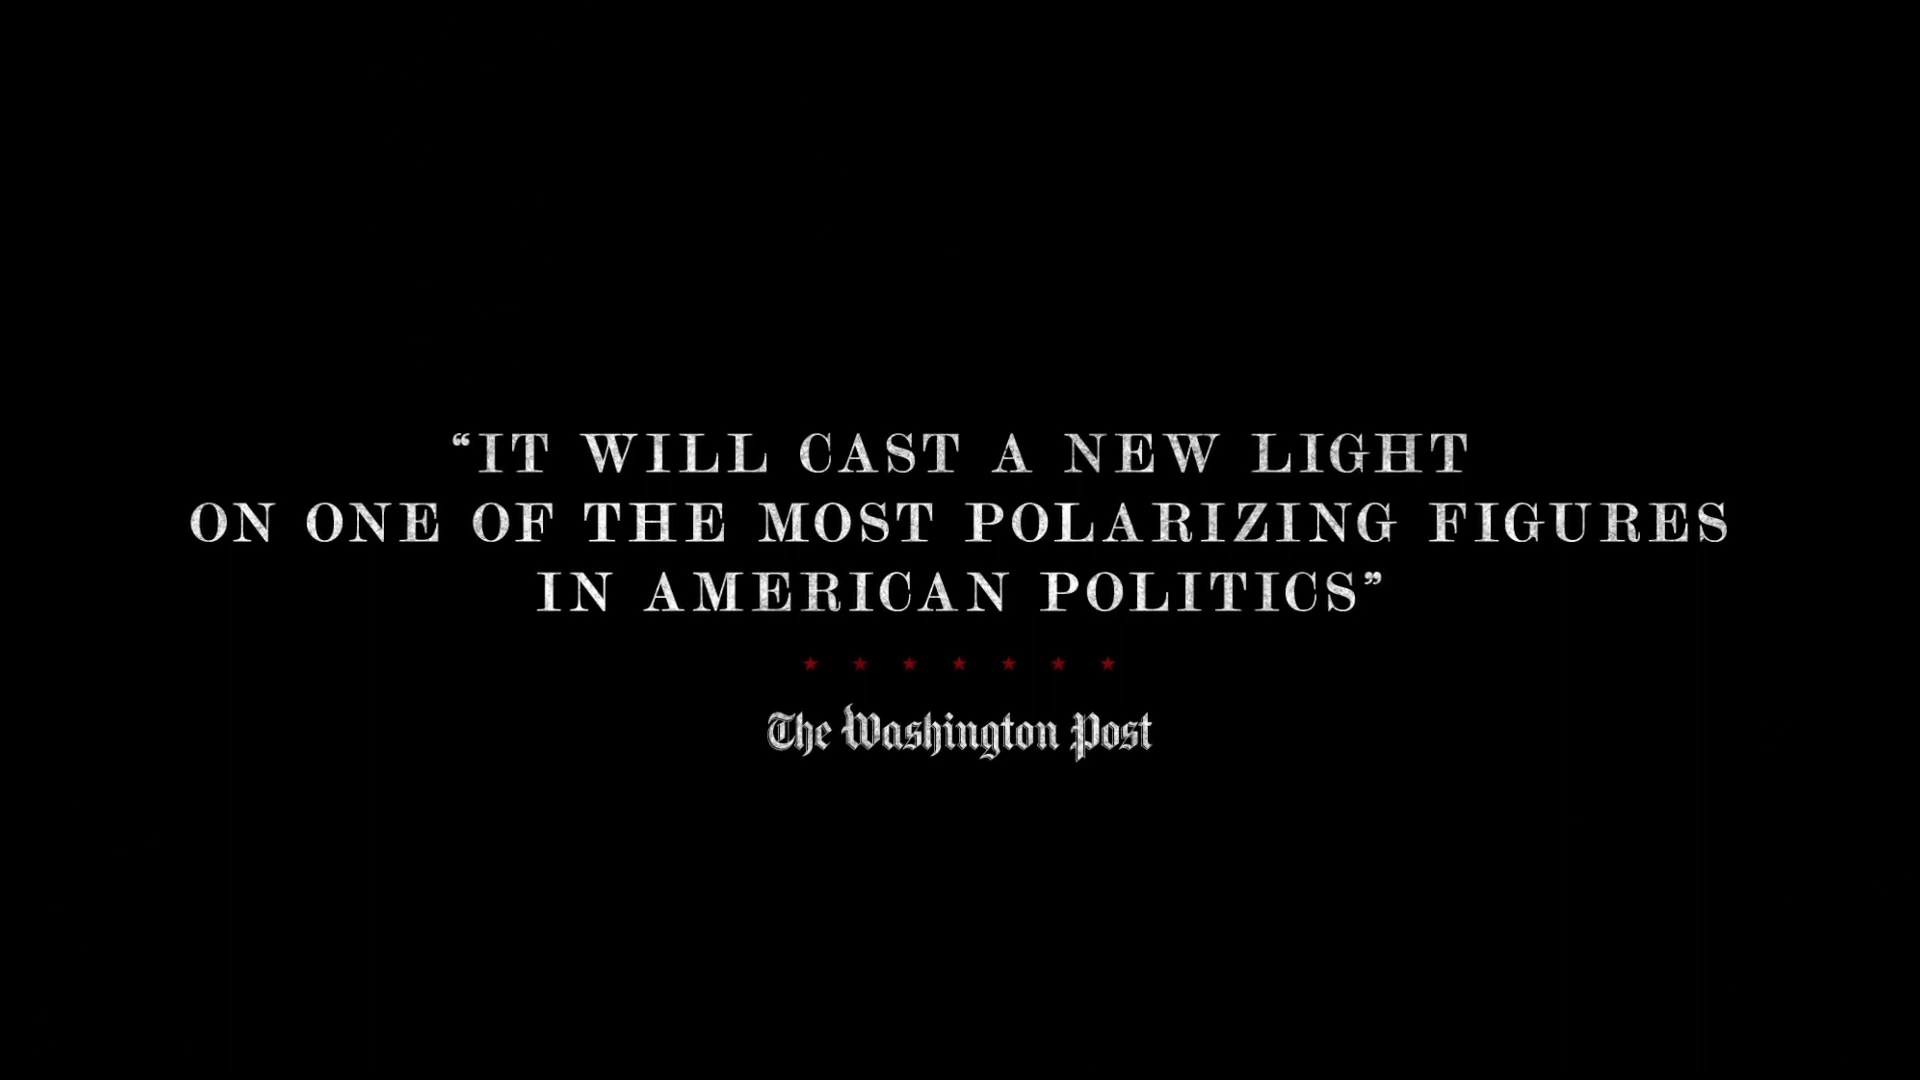 “IT WILL CAST A NEW LIGHT
ON ONE OF THE MOST POLARIZING FIGURES
IN AMERICAN POLITICS”
The Washington Post